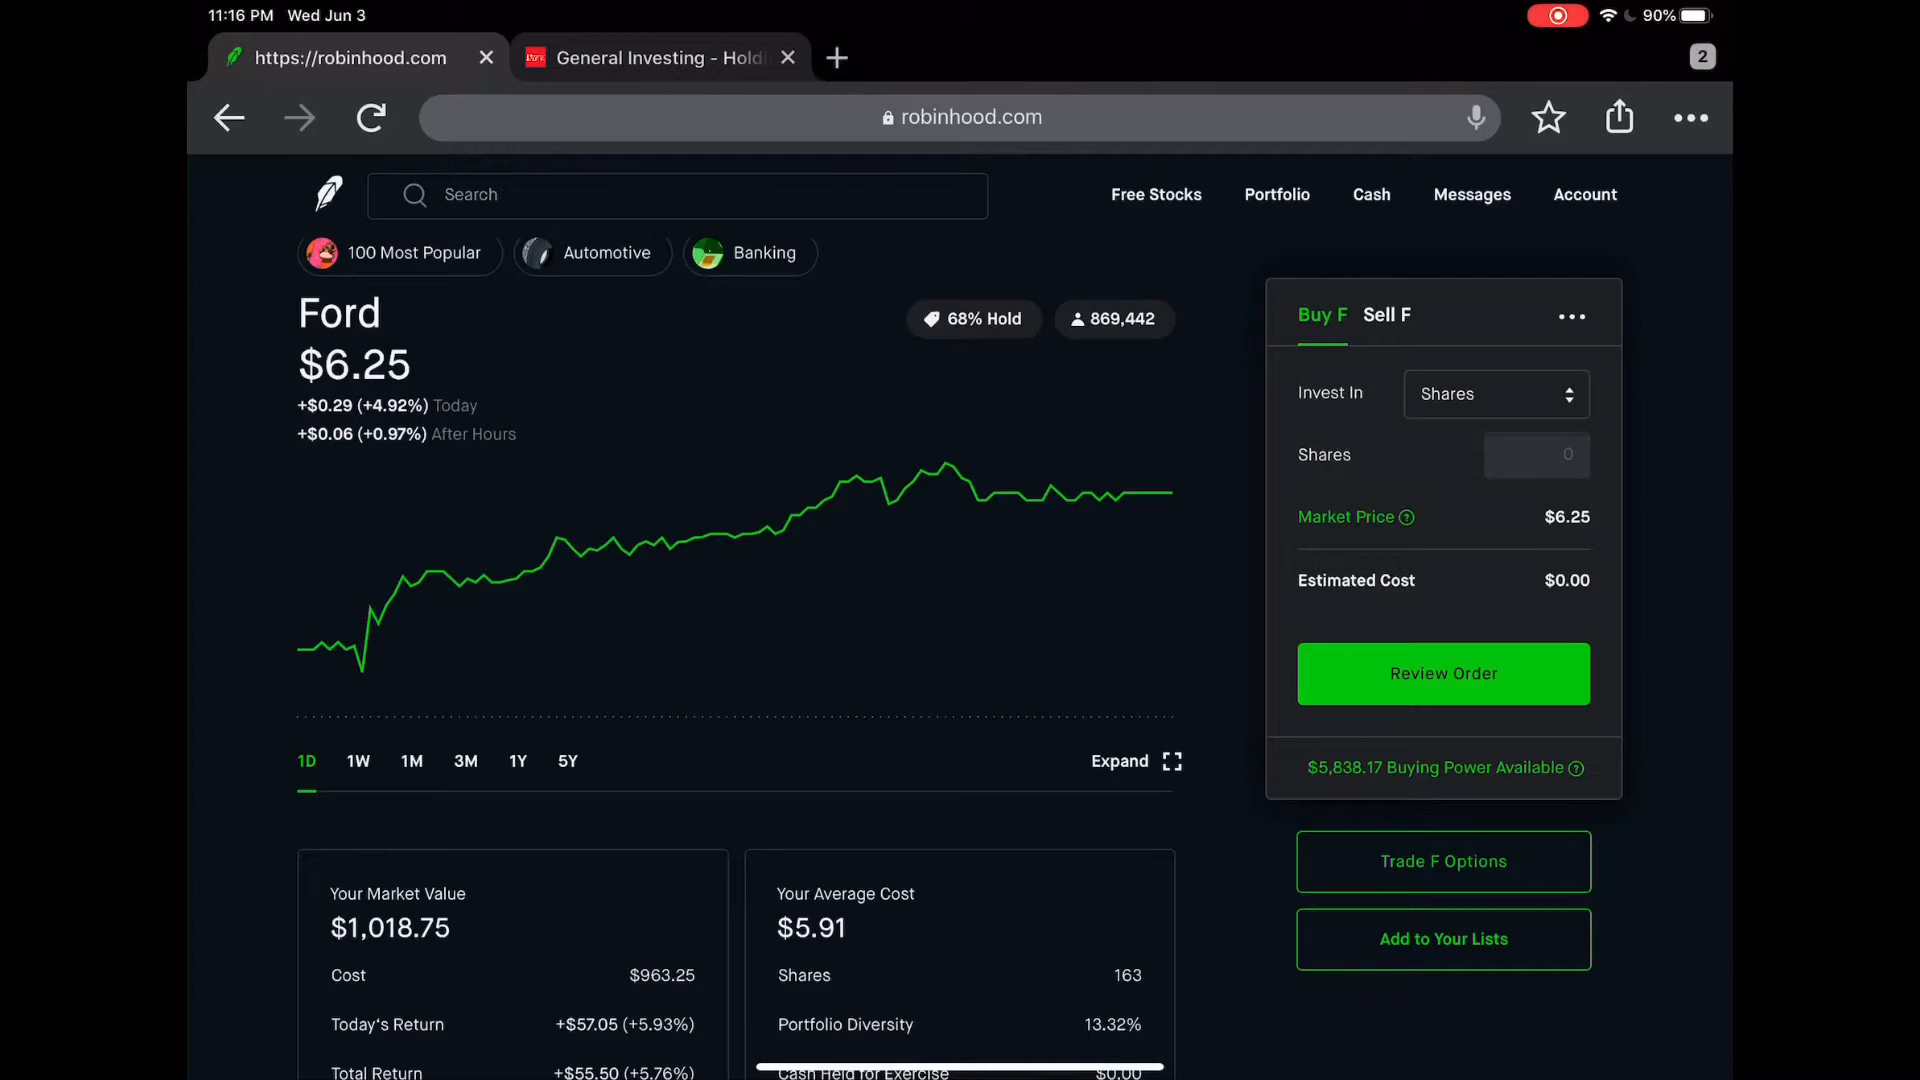 11:16 PM Wed Jun 3
90%
https://robinhood.com
General Investing - Hold
2
robinhood.com
Search
Free Stocks
Portfolio
Cash
Messages
Account
100 Most Popular
Automotive
Banking
Ford
68% Hold
869,442
$6.25
+$0.29 (+4.92%) Today
+$0.06 (+0.97%) After Hours
1D 1W 1M 3M 1Y 5Y
Expand
Buy F Sell F
Invest In Shares
Shares 0
Market Price $6.25
Estimated Cost $0.00
Review Order
$5,838.17 Buying Power Available
Trade F Options
Add to Your Lists
Your Market Value
$1,018.75
Cost $963.25
Today's Return +$57.05 (+5.93%)
Total Return +$55.50 (+5.76%)
Your Average Cost
$5.91
Shares 163
Portfolio Diversity 13.32%
Cash Held for Exercise $0.00